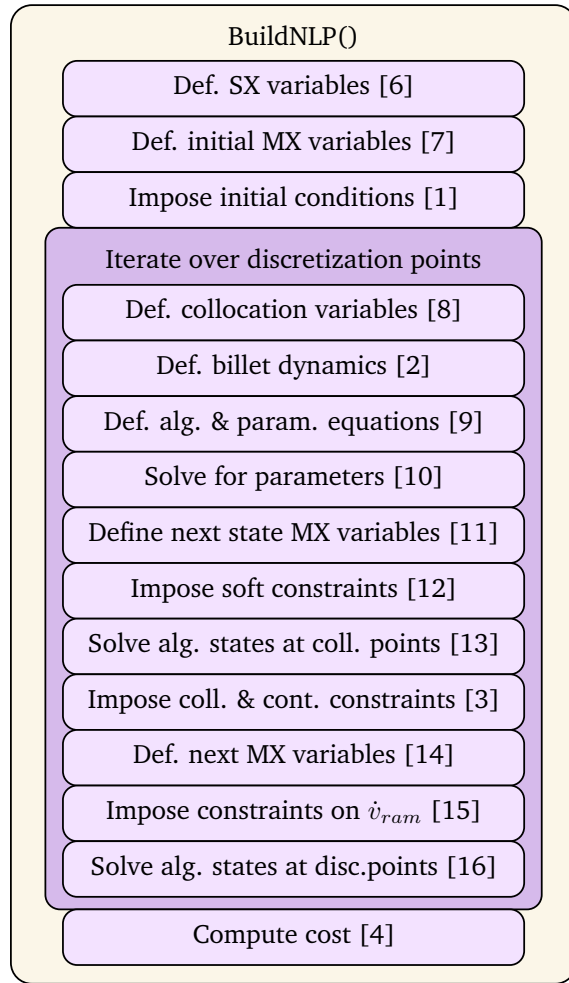 BuildNLP()
Def. SX variables [6]
Def. initial MX variables [7]
Impose initial conditions [1]
Iterate over discretization points
Def. collocation variables [8]
Def. billet dynamics [2]
Def. alg. & param. equations [9]
Solve for parameters [10]
Define next state MX variables [11]
Impose soft constraints [12]
Solve alg. states at coll. points [13]
Impose coll. & cont. constraints [3]
Def. next MX variables [14]
Impose constraints on v̇_ram [15]
Solve alg. states at disc.points [16]
Compute cost [4]